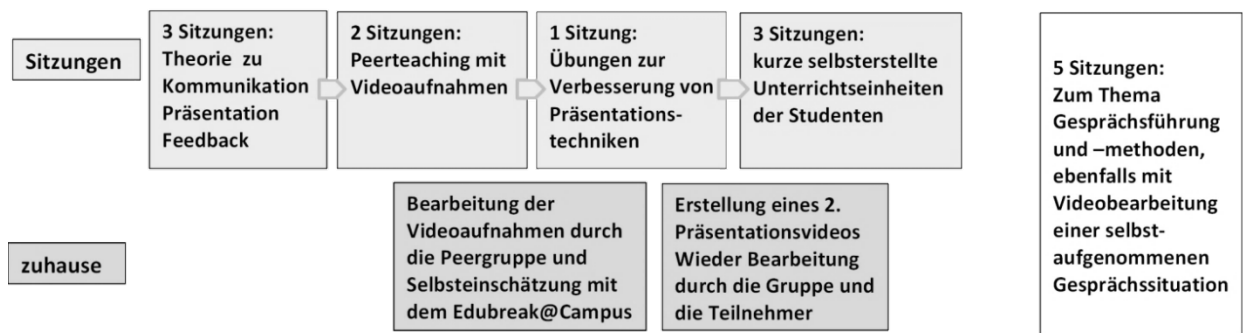 Sitzungen
3 Sitzungen:
Theorie zu
Kommunikation
Präsentation
Feedback
2 Sitzungen:
Peerteaching mit
Videoaufnahmen
1 Sitzung:
Übungen zur
Verbesserung von
Präsentations-
techniken
3 Sitzungen:
kurze selbsterstellte
Unterrichtseinheiten
der Studenten
5 Sitzungen:
Zum Thema
Gesprächsführung
und –methoden,
ebenfalls mit
Videobearbeitung
einer selbst-
aufgenommenen
Gesprächssituation
zuhause
Bearbeitung der
Videoaufnahmen durch
die Peergruppe und
Selbsteinschätzung mit
dem Edubreak@Campus
Erstellung eines 2.
Präsentationsvideos
Wieder Bearbeitung
durch die Gruppe und
die Teilnehmer